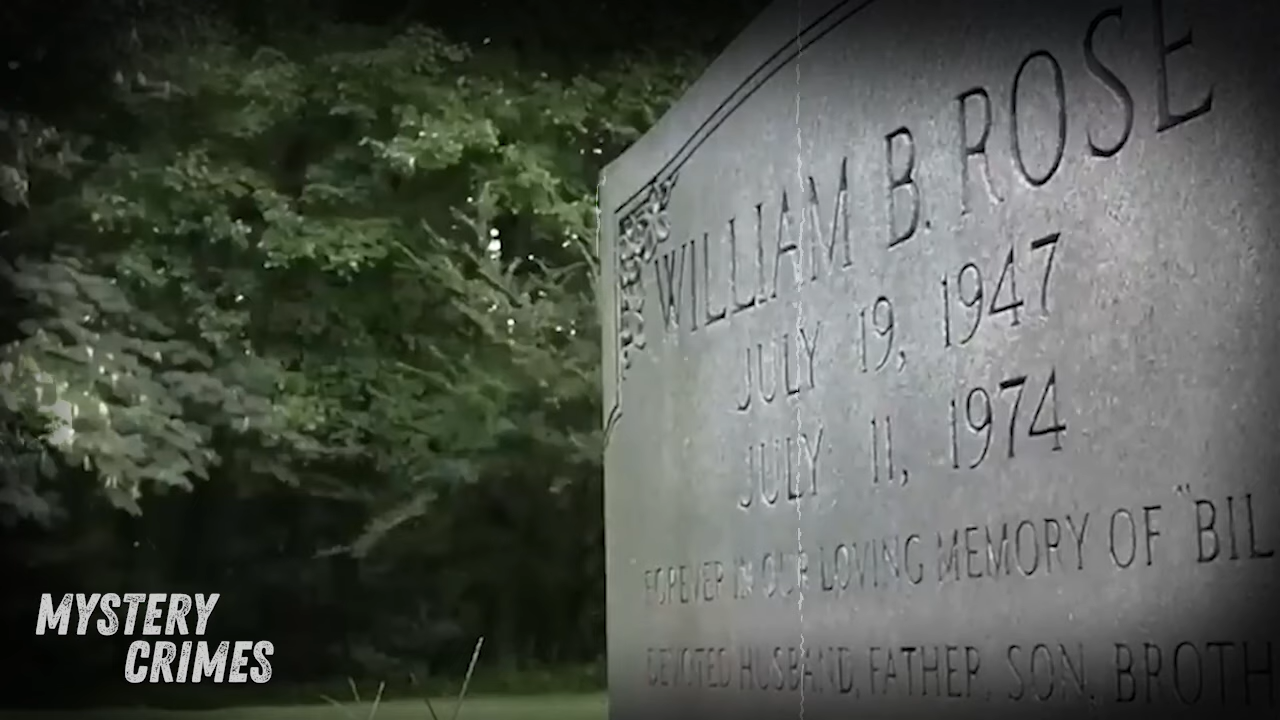 WILLIAM B. ROSE
JULY 19, 1947
JULY 11, 1974
FOREVER IN OUR LOVING MEMORY OF "BIL
DEVOTED HUSBAND, FATHER, SON, BROTH
MYSTERY
CRIMES